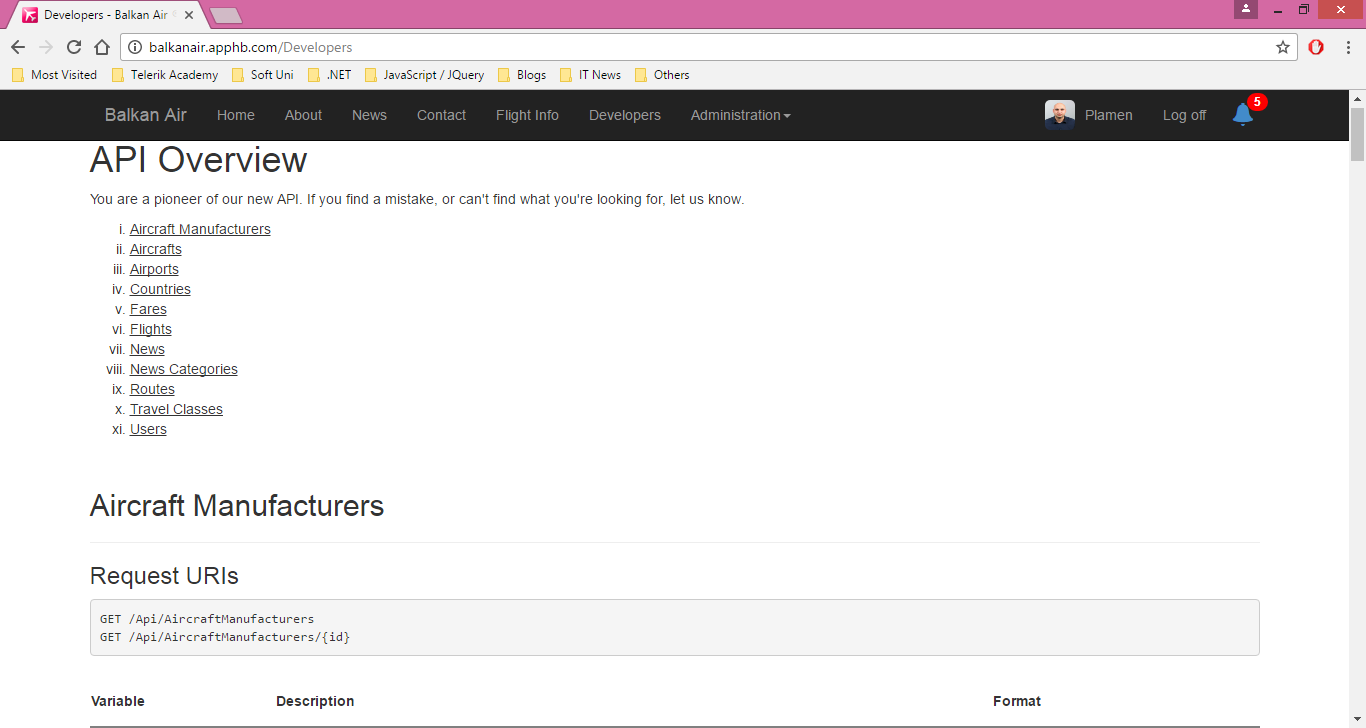 Developers - Balkan Air
balkanair.apphb.com/Developers
Most Visited Telerik Academy Soft Uni .NET JavaScript / JQuery Blogs IT News Others
Balkan Air Home About News Contact Flight Info Developers Administration Plamen Log off 5
API Overview
You are a pioneer of our new API. If you find a mistake, or can't find what you're looking for, let us know.
i. Aircraft Manufacturers
ii. Aircrafts
iii. Airports
iv. Countries
v. Fares
vi. Flights
vii. News
viii. News Categories
ix. Routes
x. Travel Classes
xi. Users
Aircraft Manufacturers
Request URIs
GET /Api/AircraftManufacturers
GET /Api/AircraftManufacturers/{id}
Variable Description Format